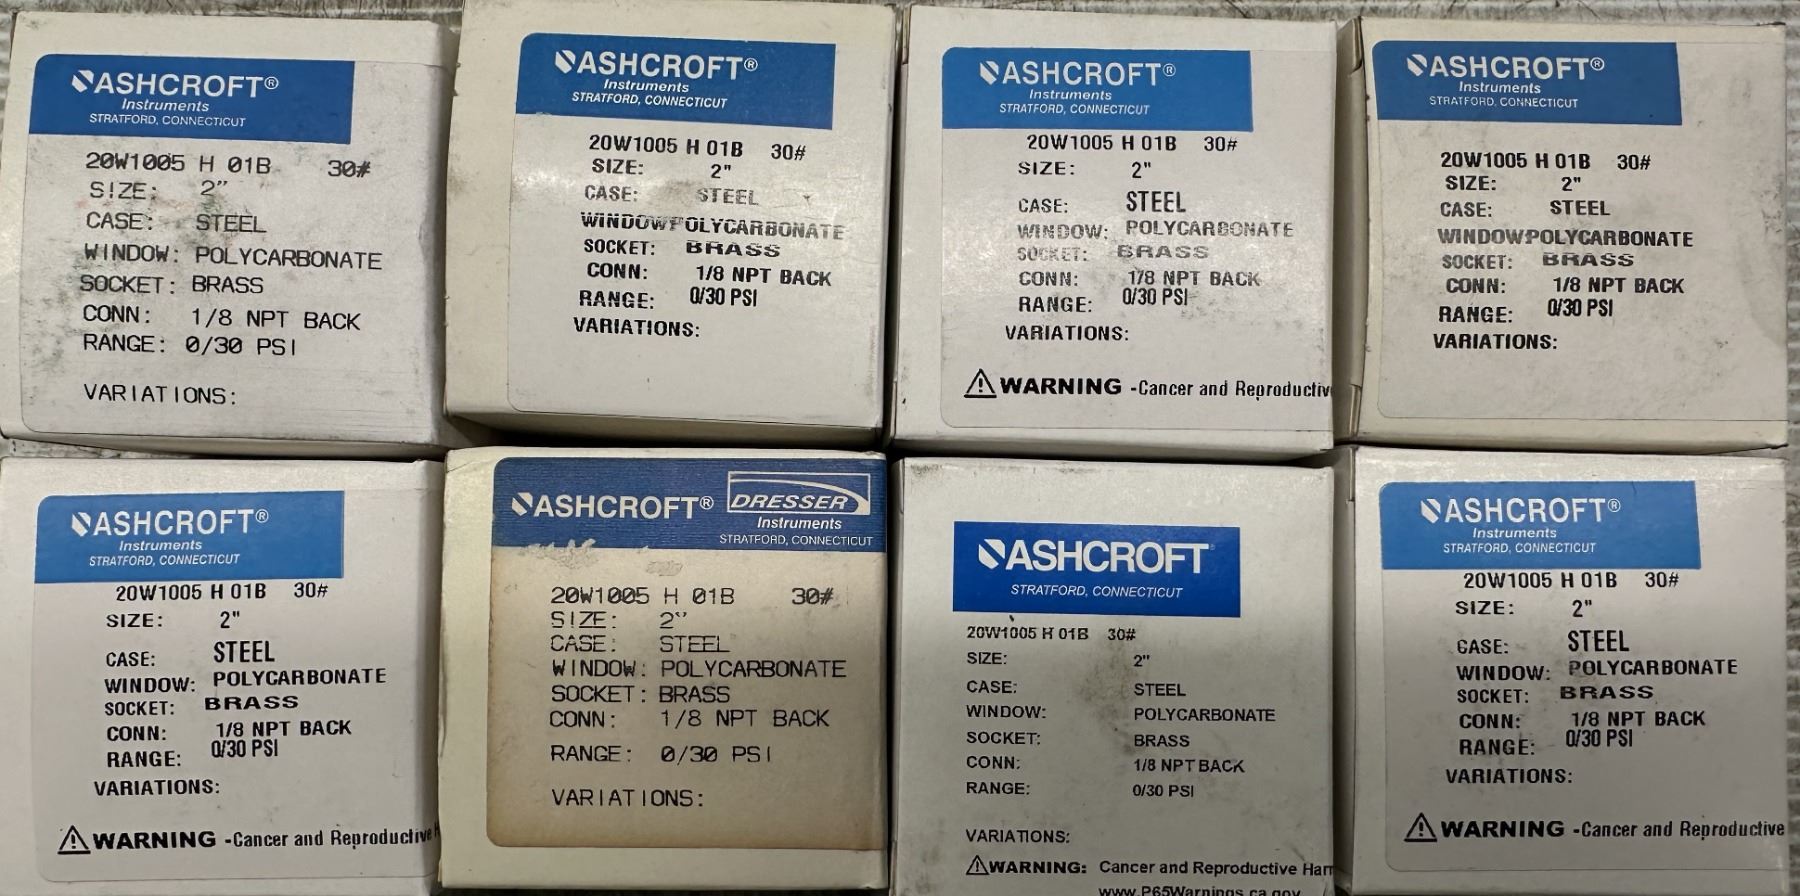 ASHCROFT®
Instruments
STRATFORD, CONNECTICUT
20W1005 H 01B 30#
SIZE: 2"
CASE: STEEL
WINDOW: POLYCARBONATE
SOCKET: BRASS
CONN: 1/8 NPT BACK
RANGE: 0/30 PSI
VARIATIONS:
ASHCROFT®
Instruments
STRATFORD, CONNECTICUT
20W1005 H 01B 30#
SIZE: 2"
CASE: STEEL
WINDOW POLYCARBONATE
SOCKET: BRASS
CONN: 1/8 NPT BACK
RANGE: 0/30 PSI
VARIATIONS:
ASHCROFT®
Instruments
STRATFORD, CONNECTICUT
20W1005 H 01B 30#
SIZE: 2"
CASE: STEEL
WINDOW: POLYCARBONATE
SOCKET: BRASS
CONN: 1/8 NPT BACK
RANGE: 0/30 PSI
VARIATIONS:
⚠WARNING -Cancer and Reproductiv
ASHCROFT®
Instruments
STRATFORD, CONNECTICUT
20W1005 H 01B 30#
SIZE: 2"
CASE: STEEL
WINDOW:POLYCARBONATE
SOCKET: BRASS
CONN: 1/8 NPT BACK
RANGE: 0/30 PSI
VARIATIONS:
ASHCROFT®
Instruments
STRATFORD, CONNECTICUT
20W1005 H 01B 30#
SIZE: 2"
CASE: STEEL
WINDOW: POLYCARBONATE
SOCKET: BRASS
CONN: 1/8 NPT BACK
RANGE: 0/30 PSI
VARIATIONS:
⚠WARNING -Cancer and Reproductive H
ASHCROFT® DRESSER
Instruments
STRATFORD, CONNECTICUT
20W1005 H 01B 30#
SIZE: 2"
CASE: STEEL
WINDOW: POLYCARBONATE
SOCKET: BRASS
CONN: 1/8 NPT BACK
RANGE: 0/30 PSI
VARIATIONS:
ASHCROFT
STRATFORD, CONNECTICUT
20W1005 H 01B 30#
SIZE: 2"
CASE: STEEL
WINDOW: POLYCARBONATE
SOCKET: BRASS
CONN: 1/8 NPT BACK
RANGE: 0/30 PSI
VARIATIONS:
⚠WARNING: Cancer and Reproductive Har
www.P65Warnings.ca.gov
ASHCROFT®
Instruments
STRATFORD, CONNECTICUT
20W1005 H 01B 30#
SIZE: 2"
CASE: STEEL
WINDOW: POLYCARBONATE
SOCKET: BRASS
CONN: 1/8 NPT BACK
RANGE: 0/30 PSI
VARIATIONS:
⚠WARNING -Cancer and Reproductive